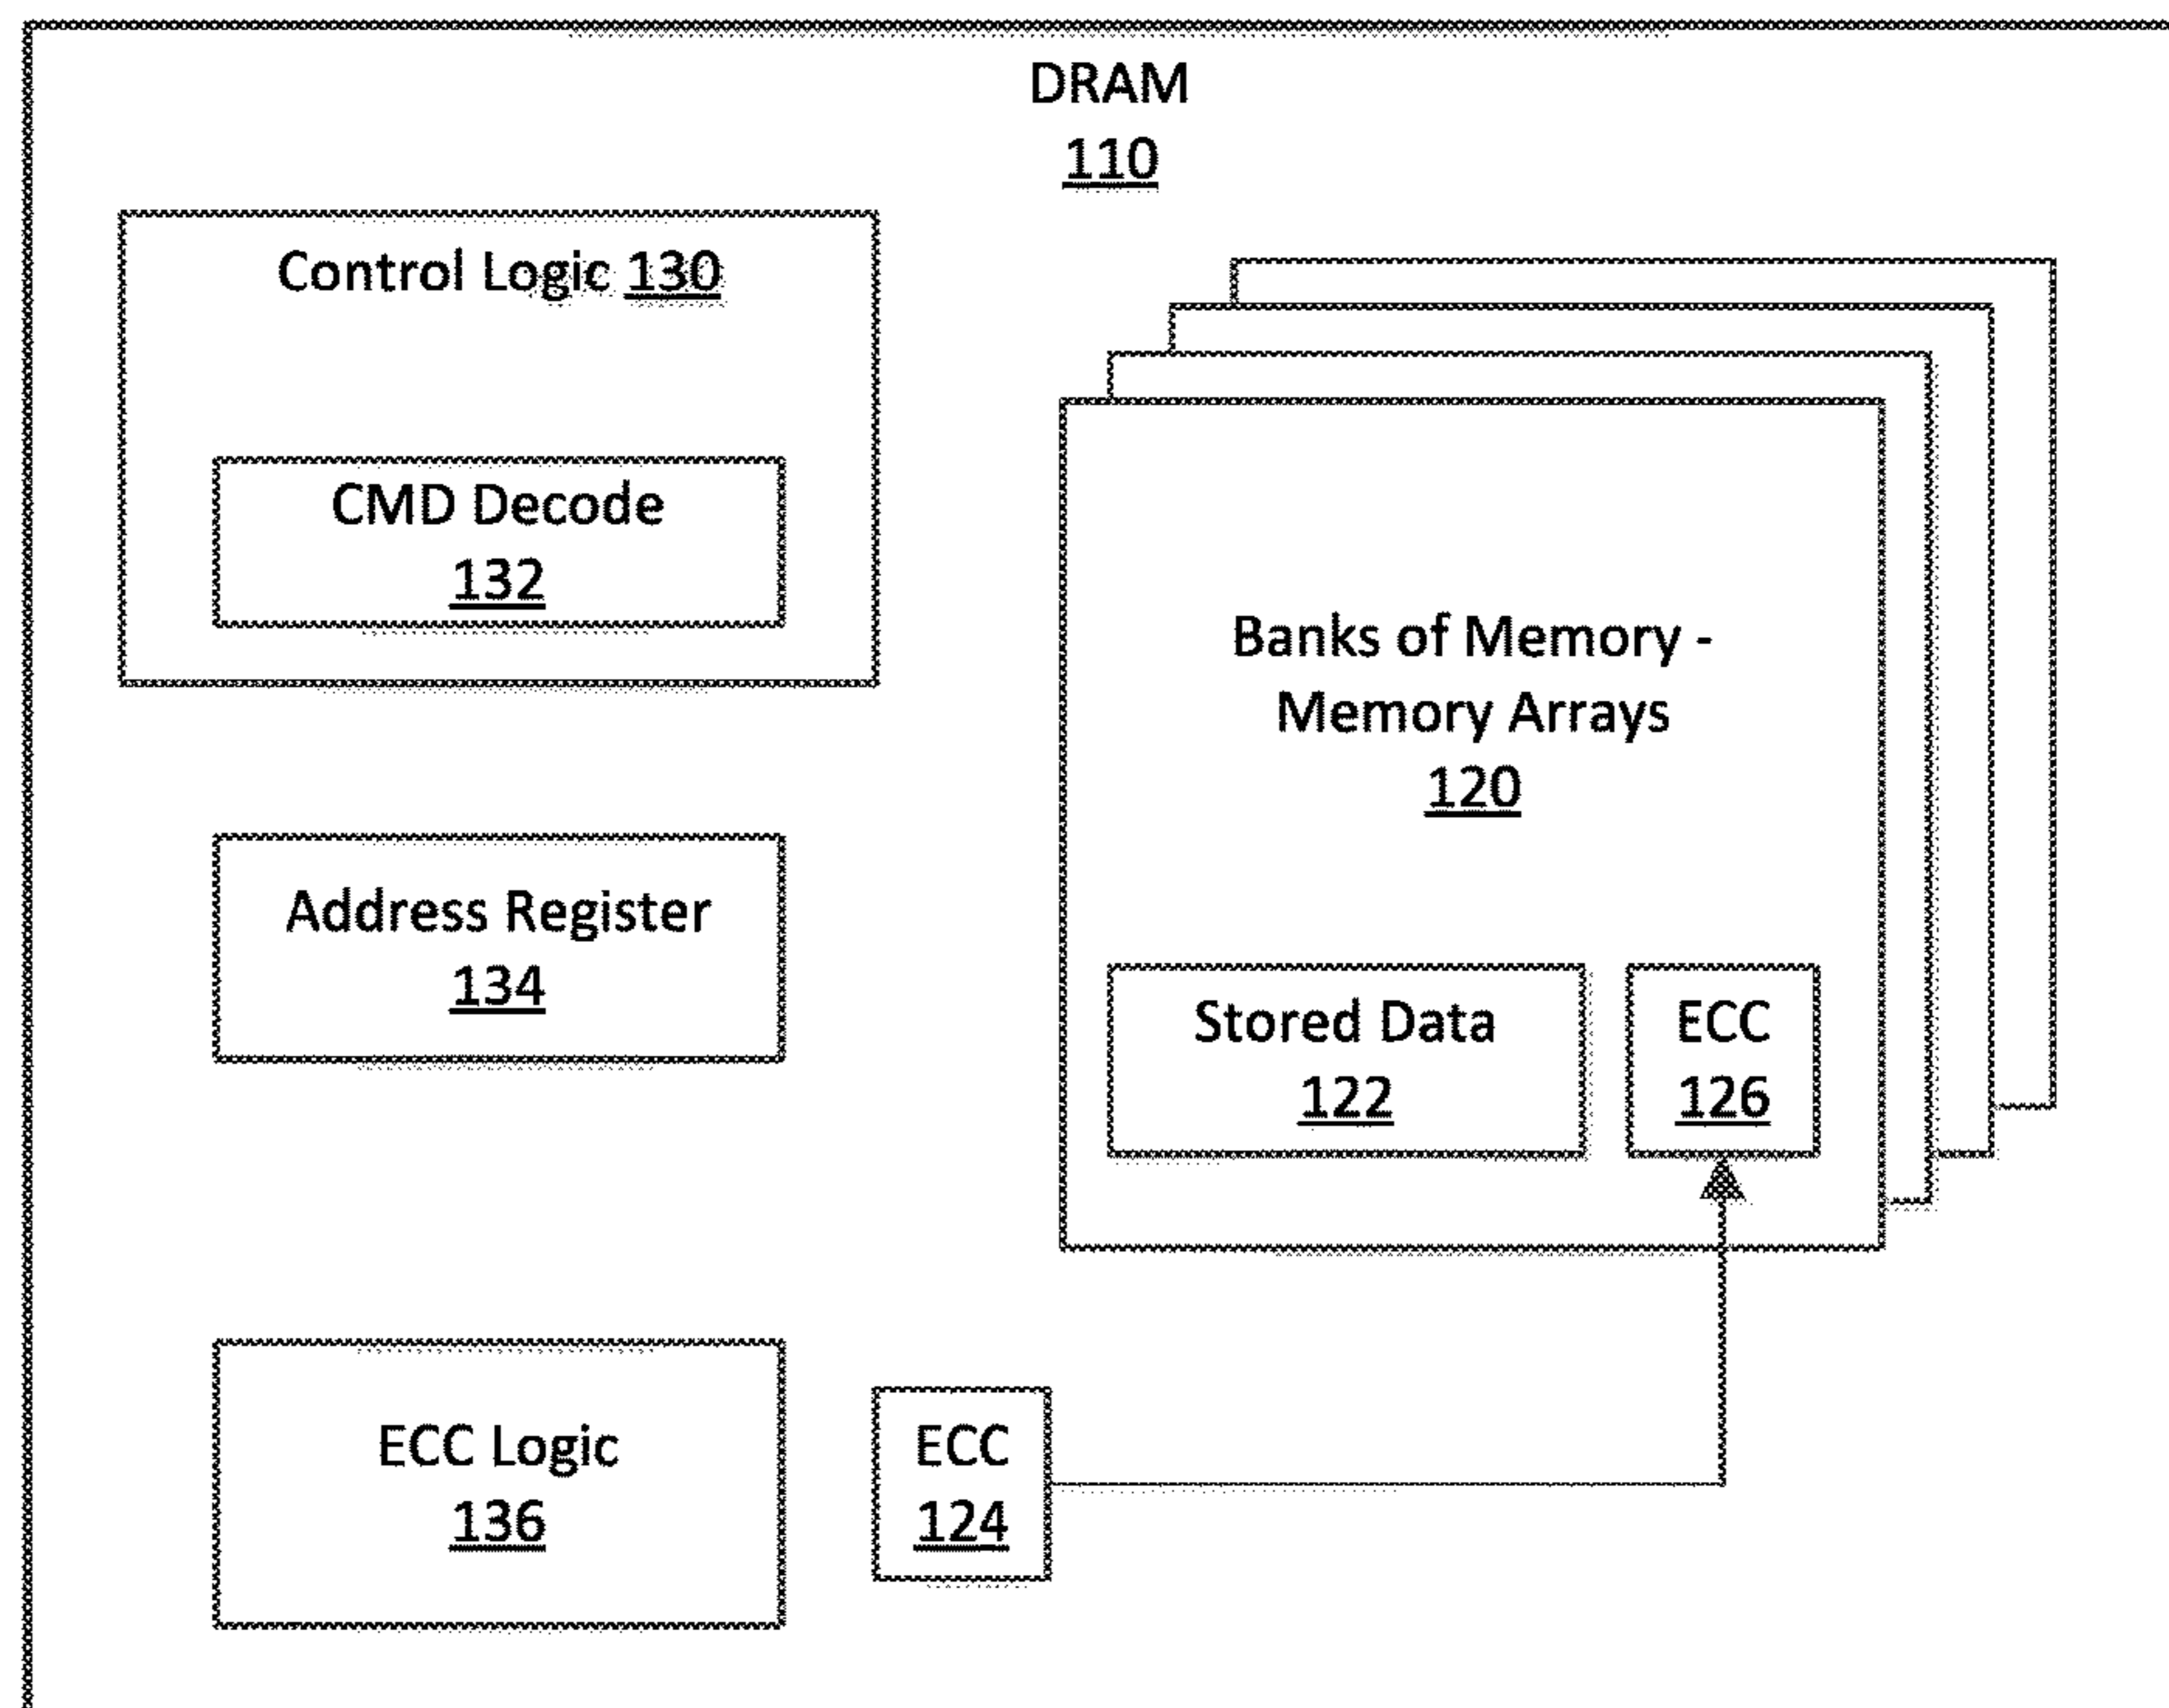 DRAM
110
Control Logic 130
CMD Decode
132
Banks of Memory -
Memory Arrays
120
Address Register
134
Stored Data
122
ECC
126
ECC Logic
136
ECC
124